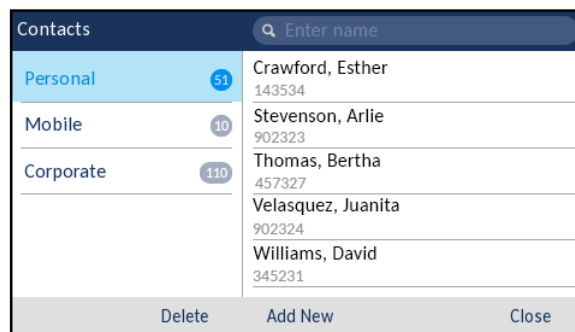 Contacts
Enter name
Personal 51
Mobile 10
Corporate 110
Crawford, Esther
143534
Stevenson, Arlie
902323
Thomas, Bertha
457327
Velasquez, Juanita
902324
Williams, David
345231
Delete Add New Close